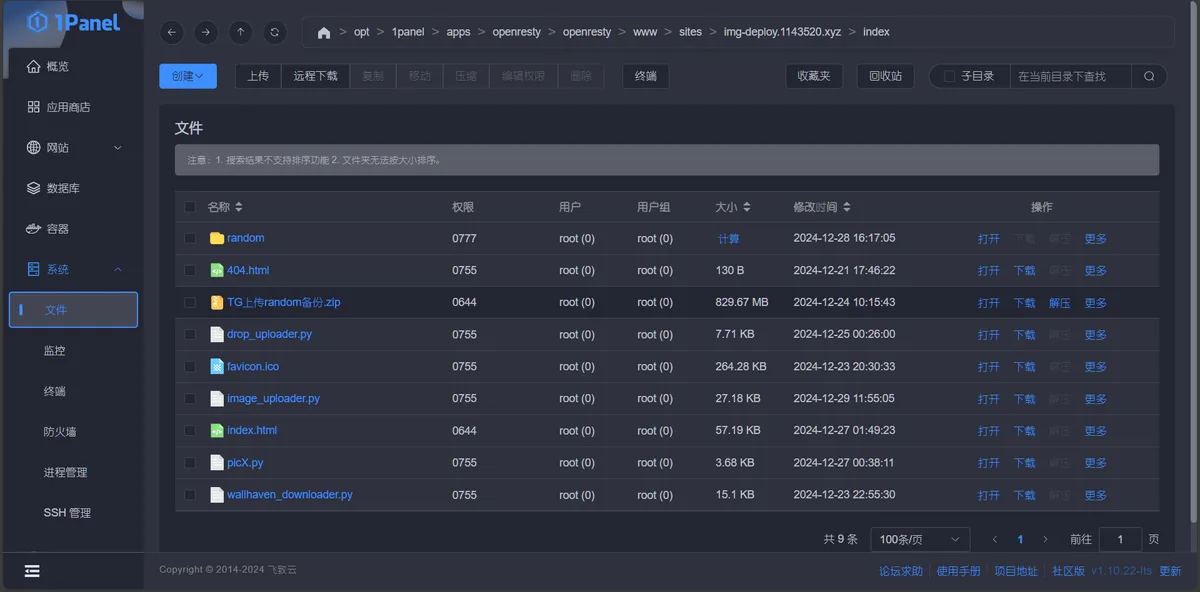 1Panel
概览
应用商店
网站
数据库
容器
系统
文件
监控
终端
防火墙
进程管理
SSH 管理
> opt > 1panel > apps > openresty > openresty > www > sites > img-deploy.1143520.xyz > index
创建 上传 远程下载 复制 移动 压缩 编辑权限 删除 终端 收藏夹 回收站 子目录 在当前目录下查找
文件
注意：1. 搜索结果不支持排序功能 2. 文件夹无法按大小排序。
名称 权限 用户 用户组 大小 修改时间 操作
random 0777 root (0) root (0) 计算 2024-12-28 16:17:05 打开 下载 解压 更多
404.html 0755 root (0) root (0) 130 B 2024-12-21 17:46:22 打开 下载 解压 更多
TG上传random备份.zip 0644 root (0) root (0) 829.67 MB 2024-12-24 10:15:43 打开 下载 解压 更多
drop_uploader.py 0755 root (0) root (0) 7.71 KB 2024-12-25 00:26:00 打开 下载 解压 更多
favicon.ico 0755 root (0) root (0) 264.28 KB 2024-12-23 20:30:33 打开 下载 解压 更多
image_uploader.py 0755 root (0) root (0) 27.18 KB 2024-12-29 11:55:05 打开 下载 解压 更多
index.html 0644 root (0) root (0) 57.19 KB 2024-12-27 01:49:23 打开 下载 解压 更多
picX.py 0755 root (0) root (0) 3.68 KB 2024-12-27 00:38:11 打开 下载 解压 更多
wallhaven_downloader.py 0755 root (0) root (0) 15.1 KB 2024-12-23 22:55:30 打开 下载 解压 更多
共 9 条 100条/页 < 1 > 前往 1 页
Copyright © 2014-2024 飞致云 论坛求助 使用手册 项目地址 社区版 v1.10.22-lts 更新